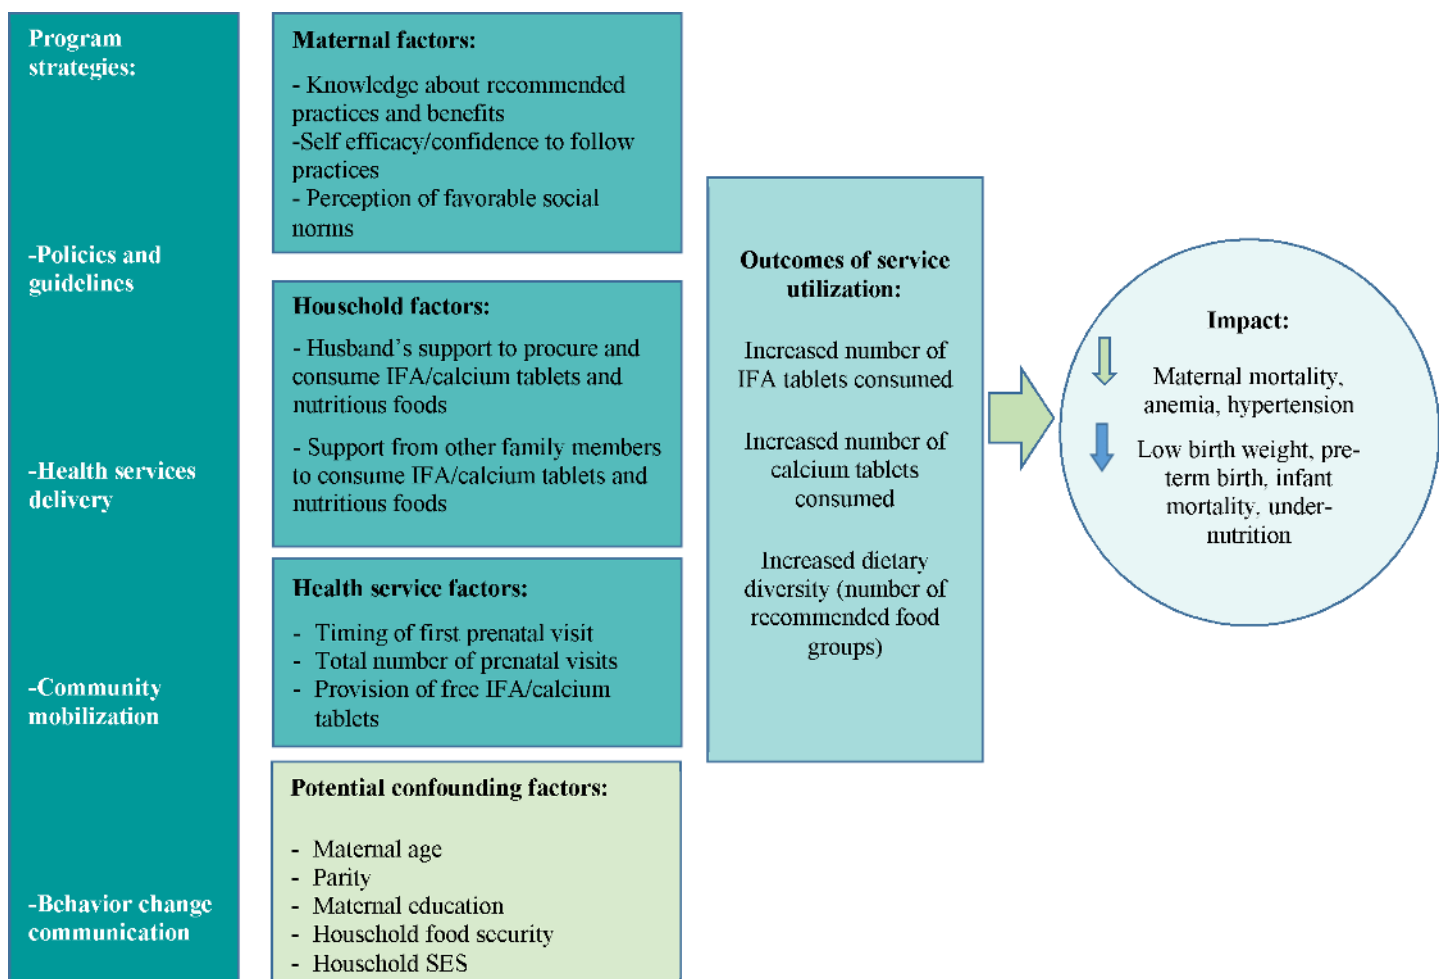 Program
strategies:
-Policies and
guidelines
-Health services
delivery
-Community
mobilization
-Behavior change
communication
Maternal factors:
- Knowledge about recommended
practices and benefits
-Self efficacy/confidence to follow
practices
- Perception of favorable social
norms
Household factors:
- Husband's support to procure and
consume IFA/calcium tablets and
nutritious foods
- Support from other family members
to consume IFA/calcium tablets and
nutritious foods
Health service factors:
- Timing of first prenatal visit
- Total number of prenatal visits
- Provision of free IFA/calcium
tablets
Potential confounding factors:
- Maternal age
- Parity
- Maternal education
- Household food security
- Household SES
Outcomes of service
utilization:
Increased number of
IFA tablets consumed
Increased number of
calcium tablets
consumed
Increased dietary
diversity (number of
recommended food
groups)
Impact:
Maternal mortality,
anemia, hypertension
Low birth weight, pre-
term birth, infant
mortality, under-
nutrition